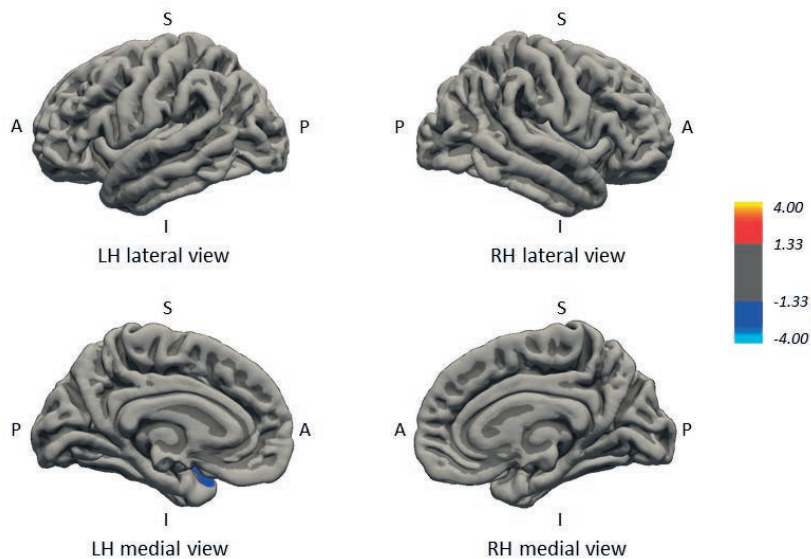 S
S
A
P
P
A
I
I
LH lateral view
RH lateral view
4.00
1.33
-1.33
-4.00
S
S
P
A
A
P
I
I
LH medial view
RH medial view